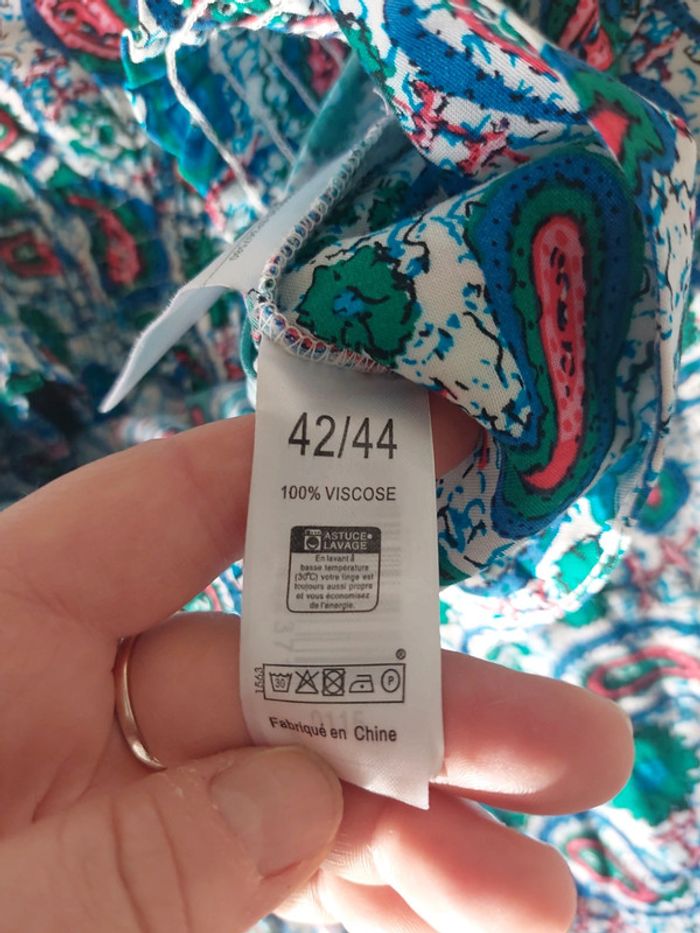 42/44
100% VISCOSE
ASTUCE
LAVAGE
En lavant à
basse température
(30°C) votre linge est
toujours aussi propre
et vous économisez
de l'énergie.
®
1563
30
P
Fabriqué en Chine